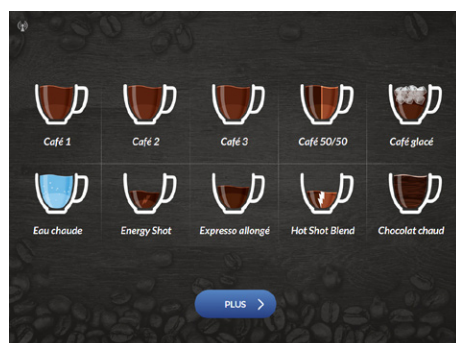 Café 1
Café 2
Café 3
Café 50/50
Café glacé
Eau chaude
Energy Shot
Expresso allongé
Hot Shot Blend
Chocolat chaud
PLUS